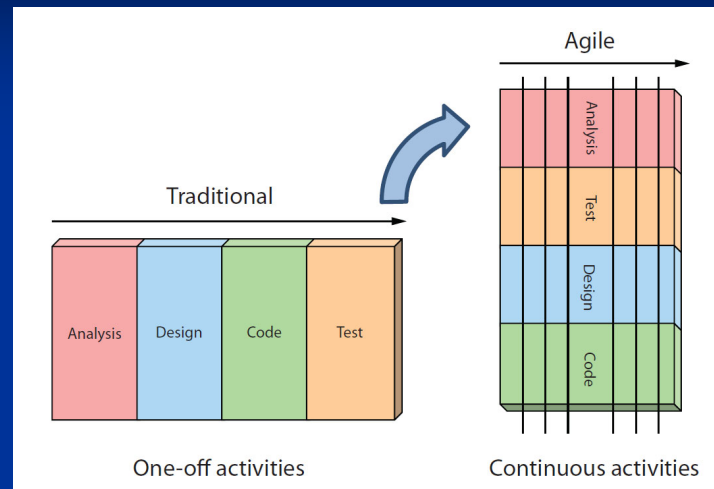 Agile
Analysis
Test
Design
Code
Traditional
Analysis
Design
Code
Test
One-off activities
Continuous activities